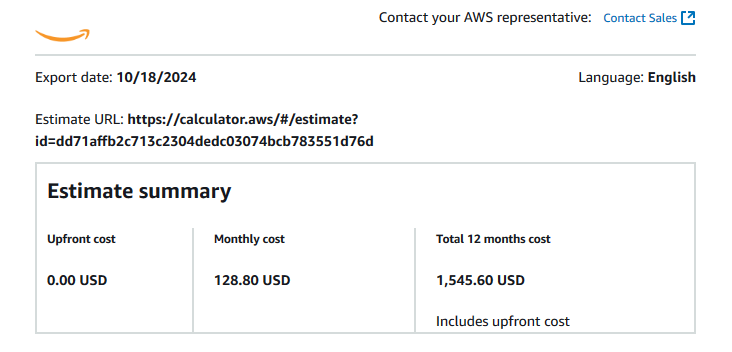 Contact your AWS representative: Contact Sales
Export date: 10/18/2024
Language: English
Estimate URL: https://calculator.aws/#/estimate?
id=dd71affb2c713c2304dedc03074bcb783551d76d
Estimate summary
Upfront cost
Monthly cost
Total 12 months cost
0.00 USD
128.80 USD
1,545.60 USD
Includes upfront cost